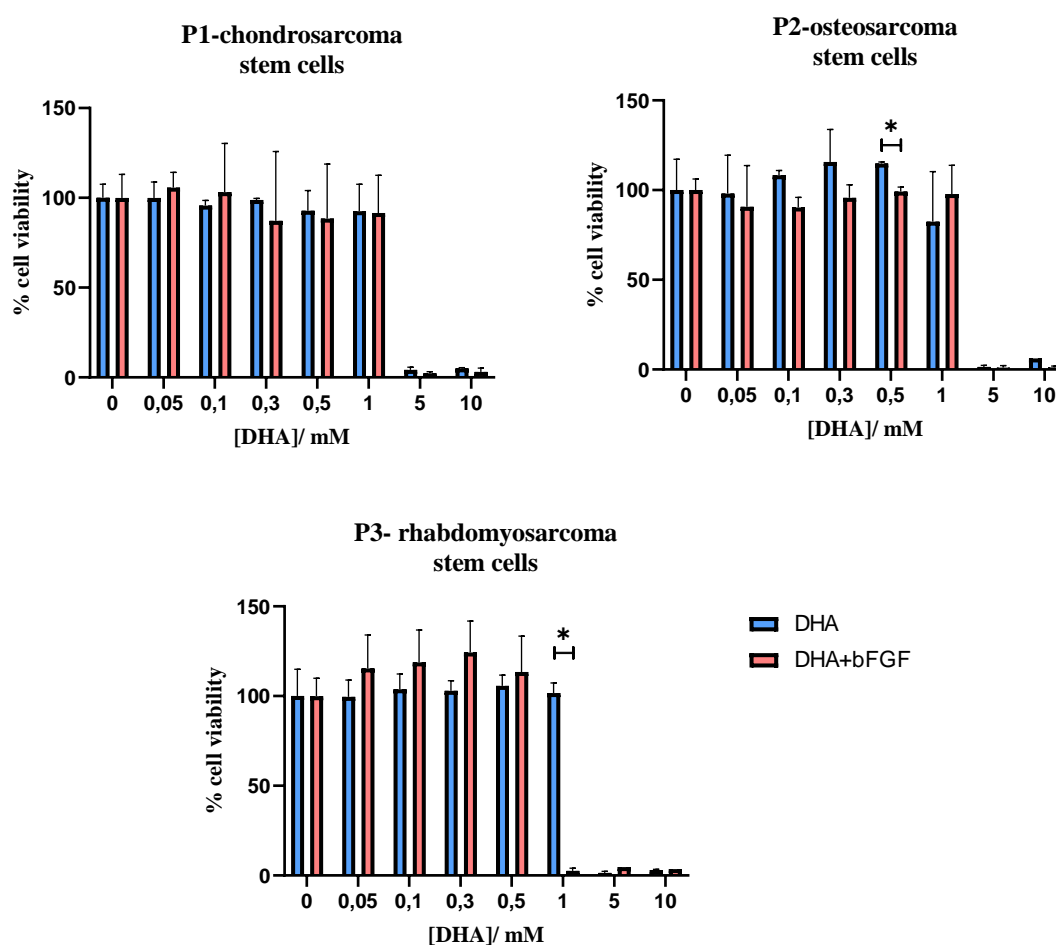 P1-chondrosarcoma
stem cells
% cell viability
150
100
50
0
0 0,05 0,1 0,3 0,5 1 5 10
[DHA]/ mM
P2-osteosarcoma
stem cells
% cell viability
150
100
50
0
*
0 0,05 0,1 0,3 0,5 1 5 10
[DHA]/ mM
P3- rhabdomyosarcoma
stem cells
% cell viability
150
100
50
0
*
0 0,05 0,1 0,3 0,5 1 5 10
[DHA]/ mM
DHA
DHA+bFGF